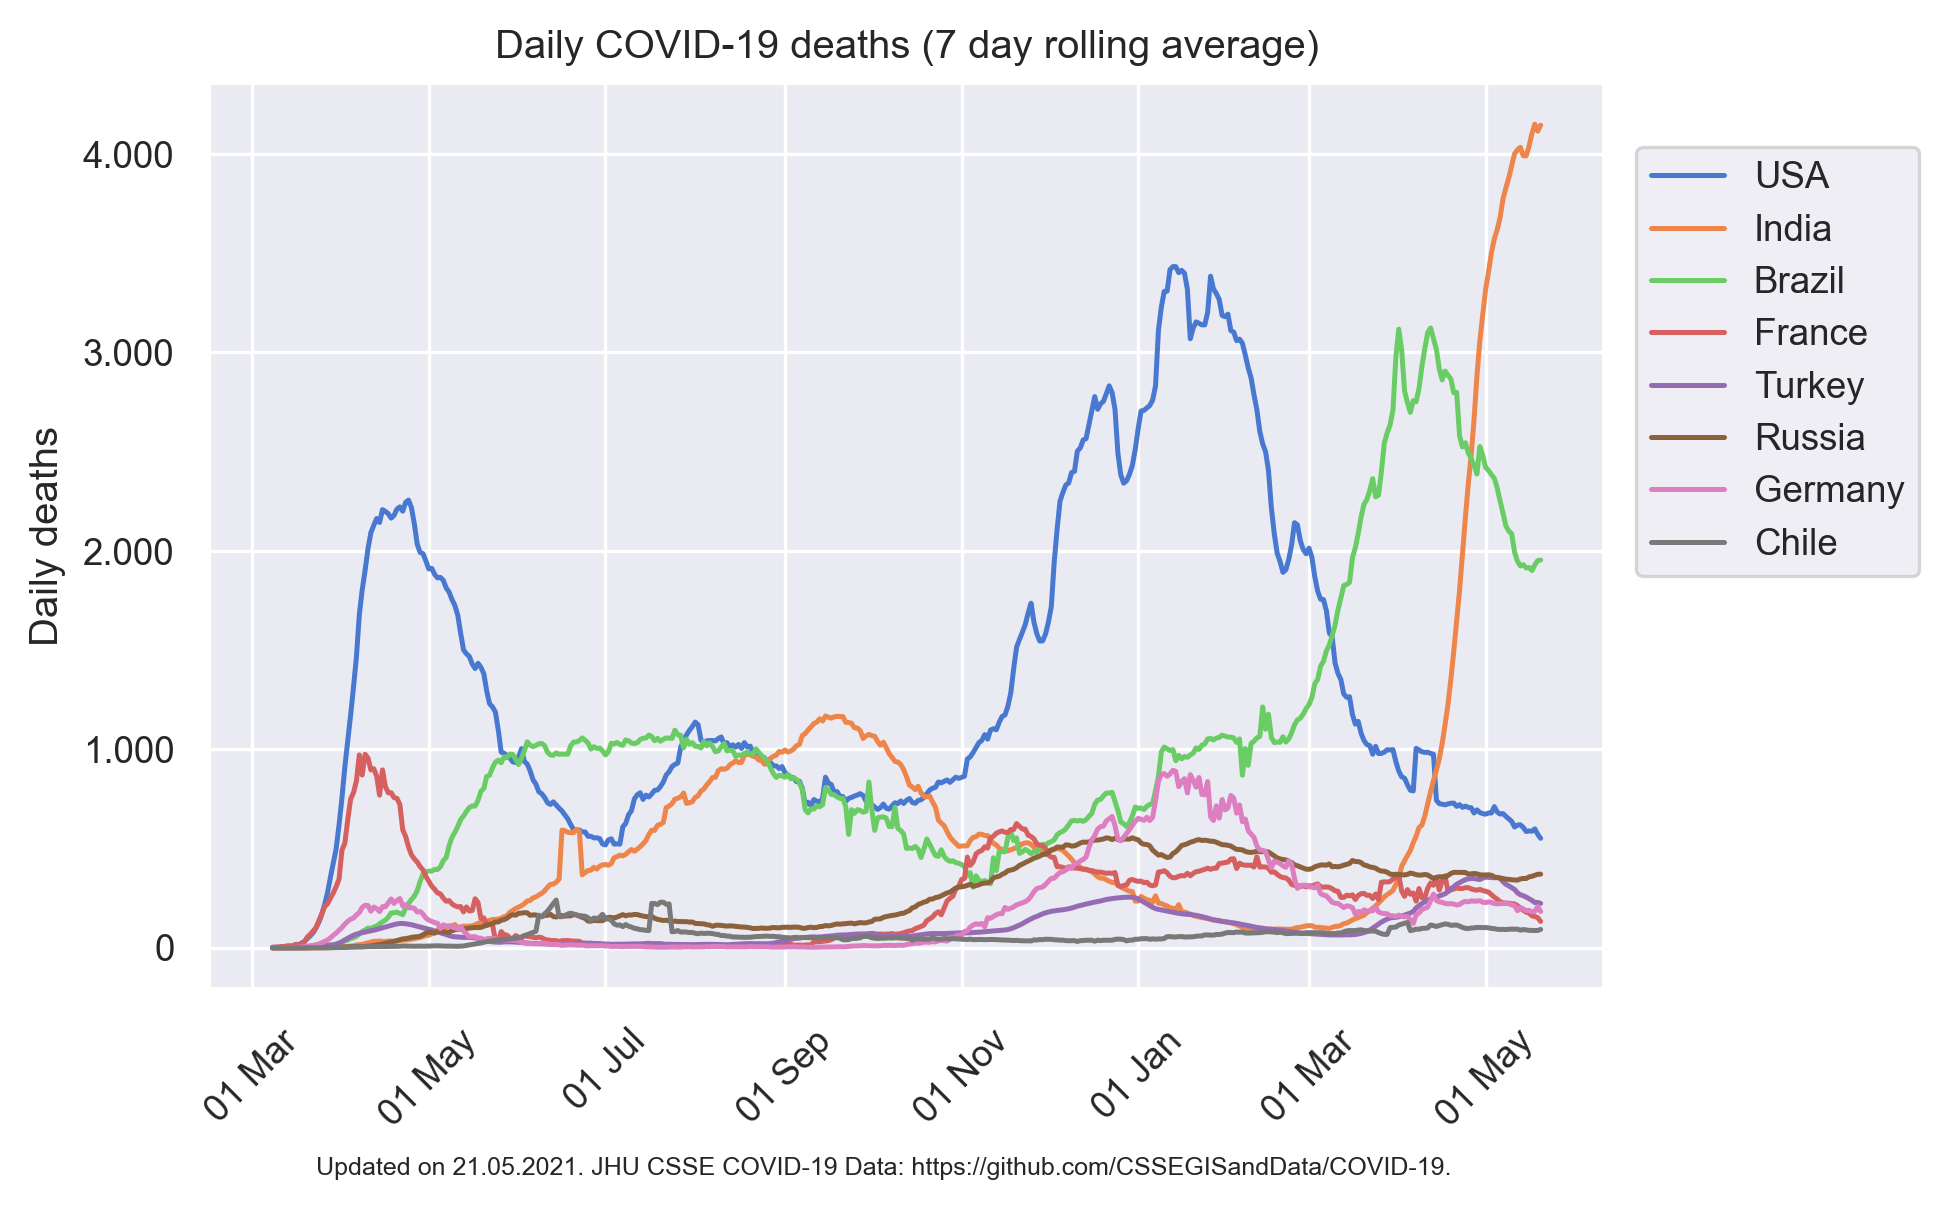 Daily COVID-19 deaths (7 day rolling average)
Daily deaths
4.000
3.000
2.000
1.000
0
USA
India
Brazil
France
Turkey
Russia
Germany
Chile
01 Mar
01 May
01 Jul
01 Sep
01 Nov
01 Jan
01 Mar
01 May
Updated on 21.05.2021. JHU CSSE COVID-19 Data: https://github.com/CSSEGISandData/COVID-19.